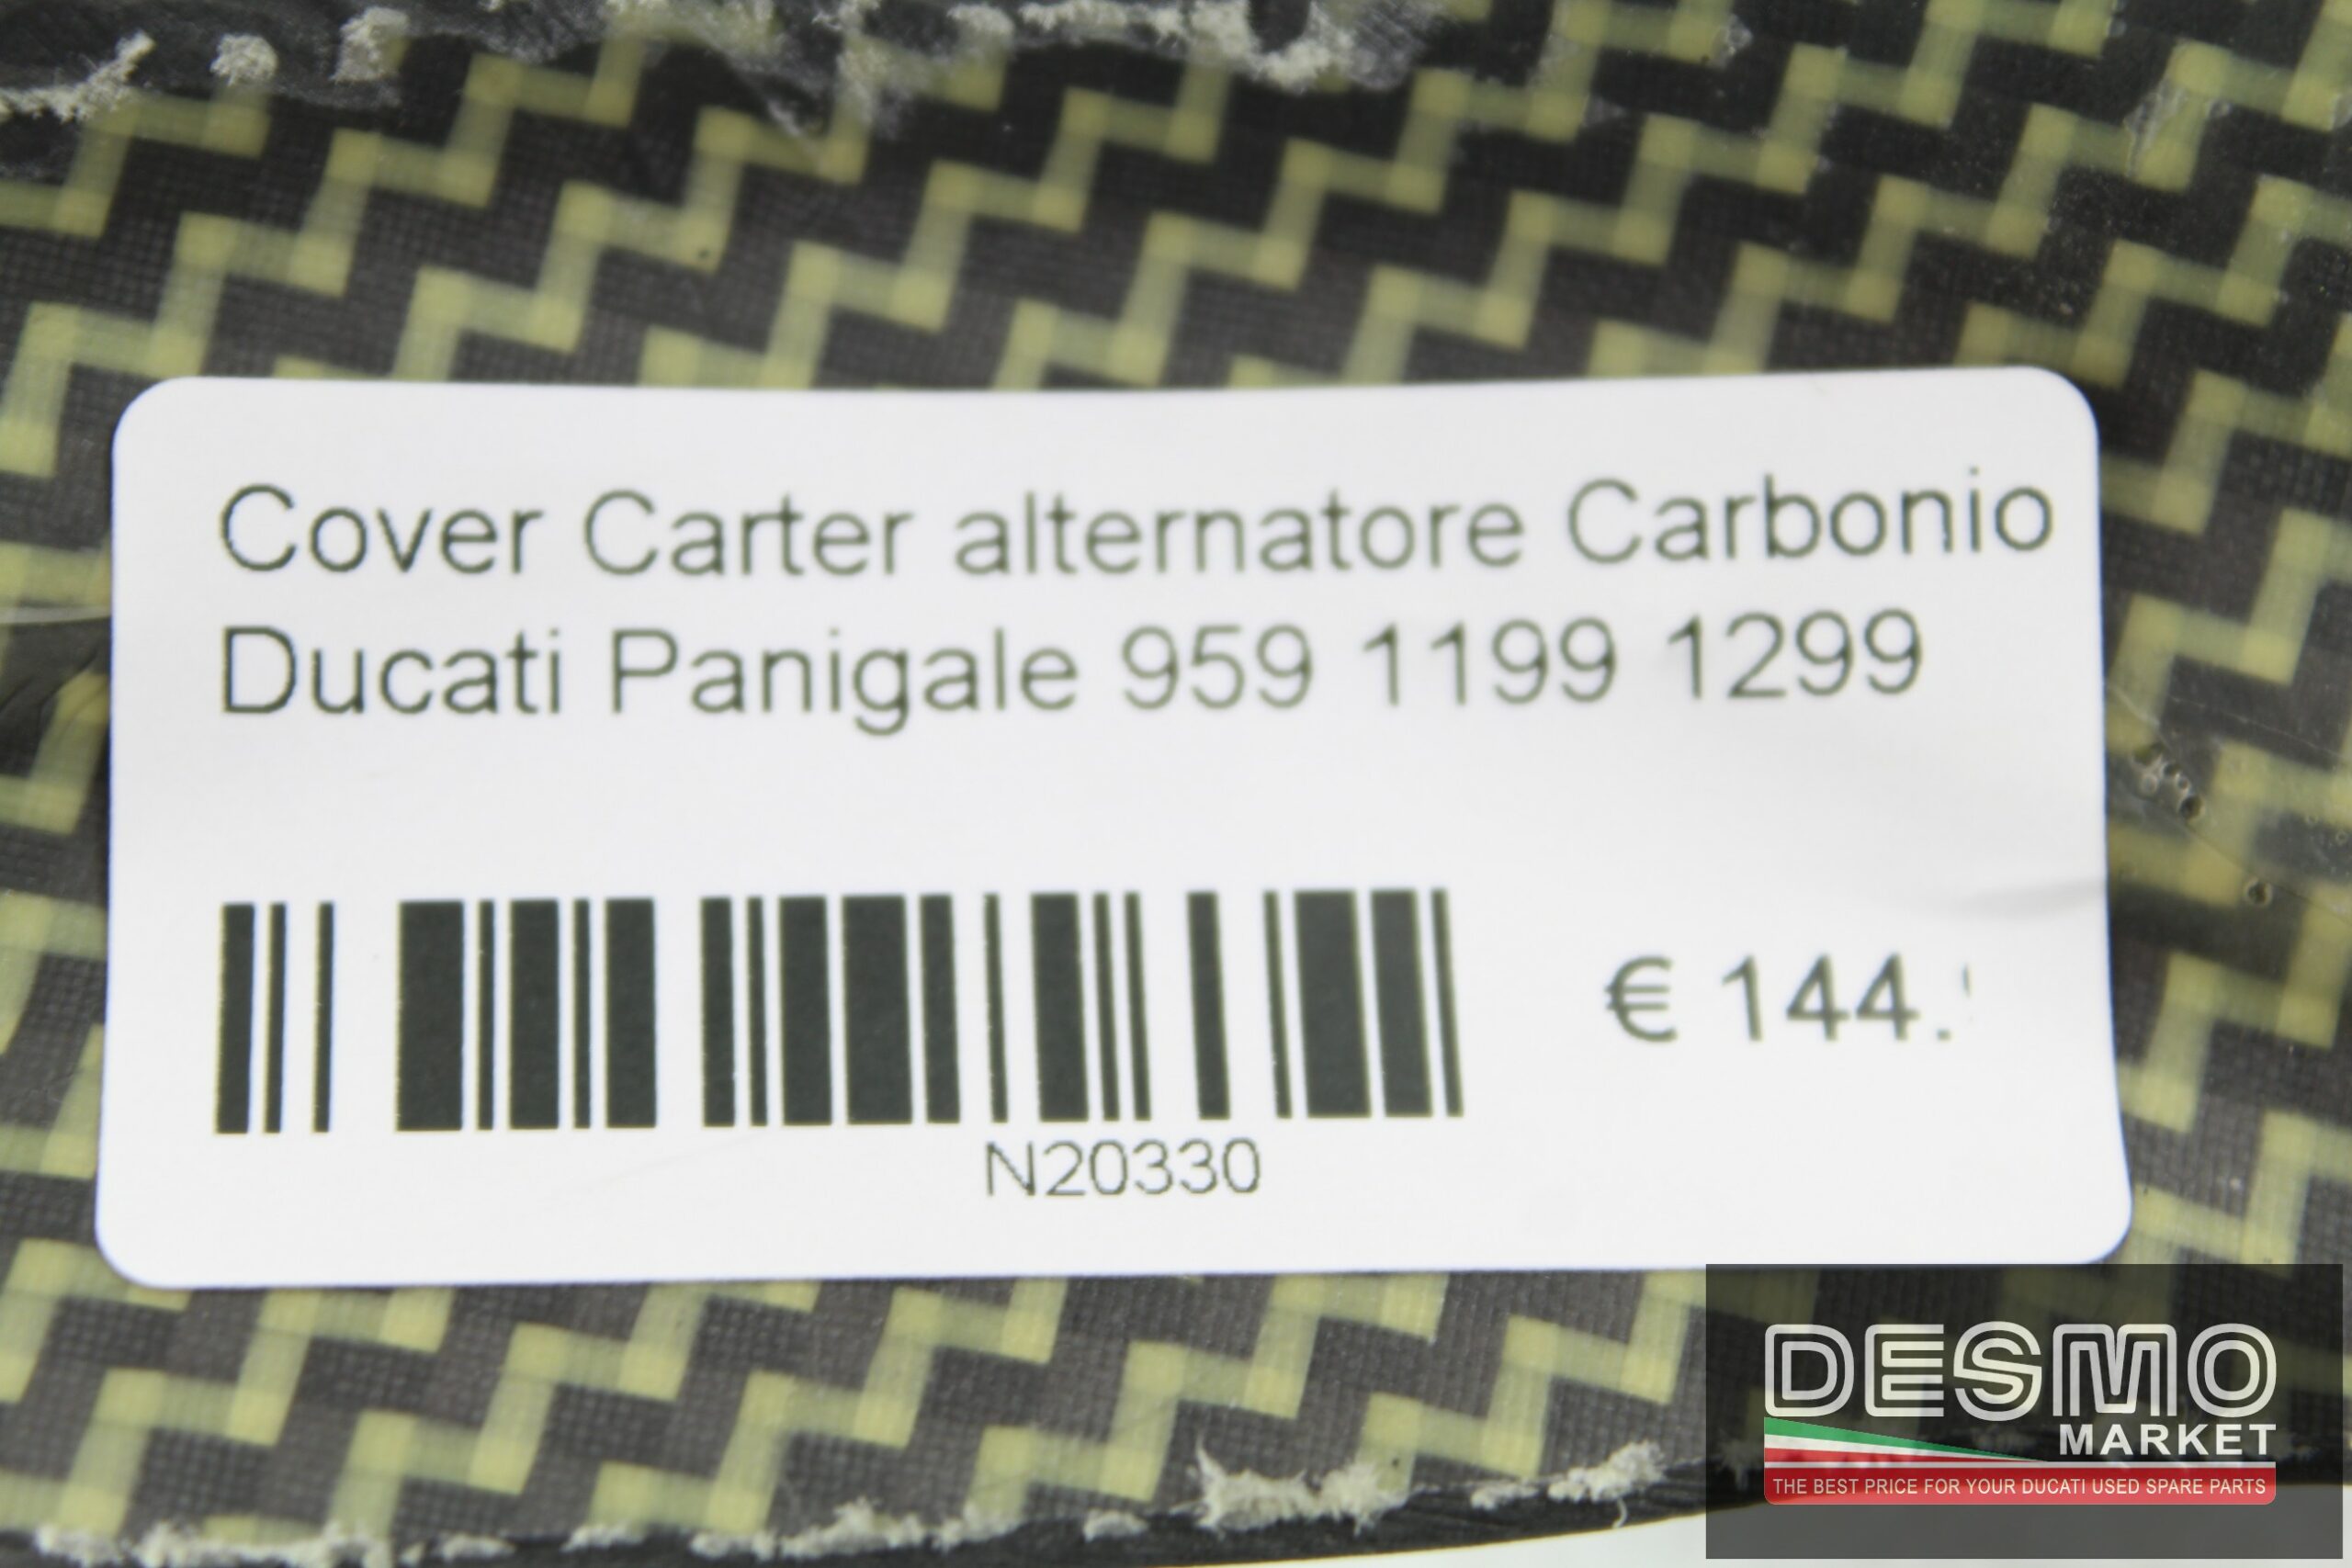 Cover Carter alternatore Carbonio
Ducati Panigale 959 1199 1299
€ 144.
N20330
DESMO
MARKET
THE BEST PRICE FOR YOUR DUCATI USED SPARE PARTS